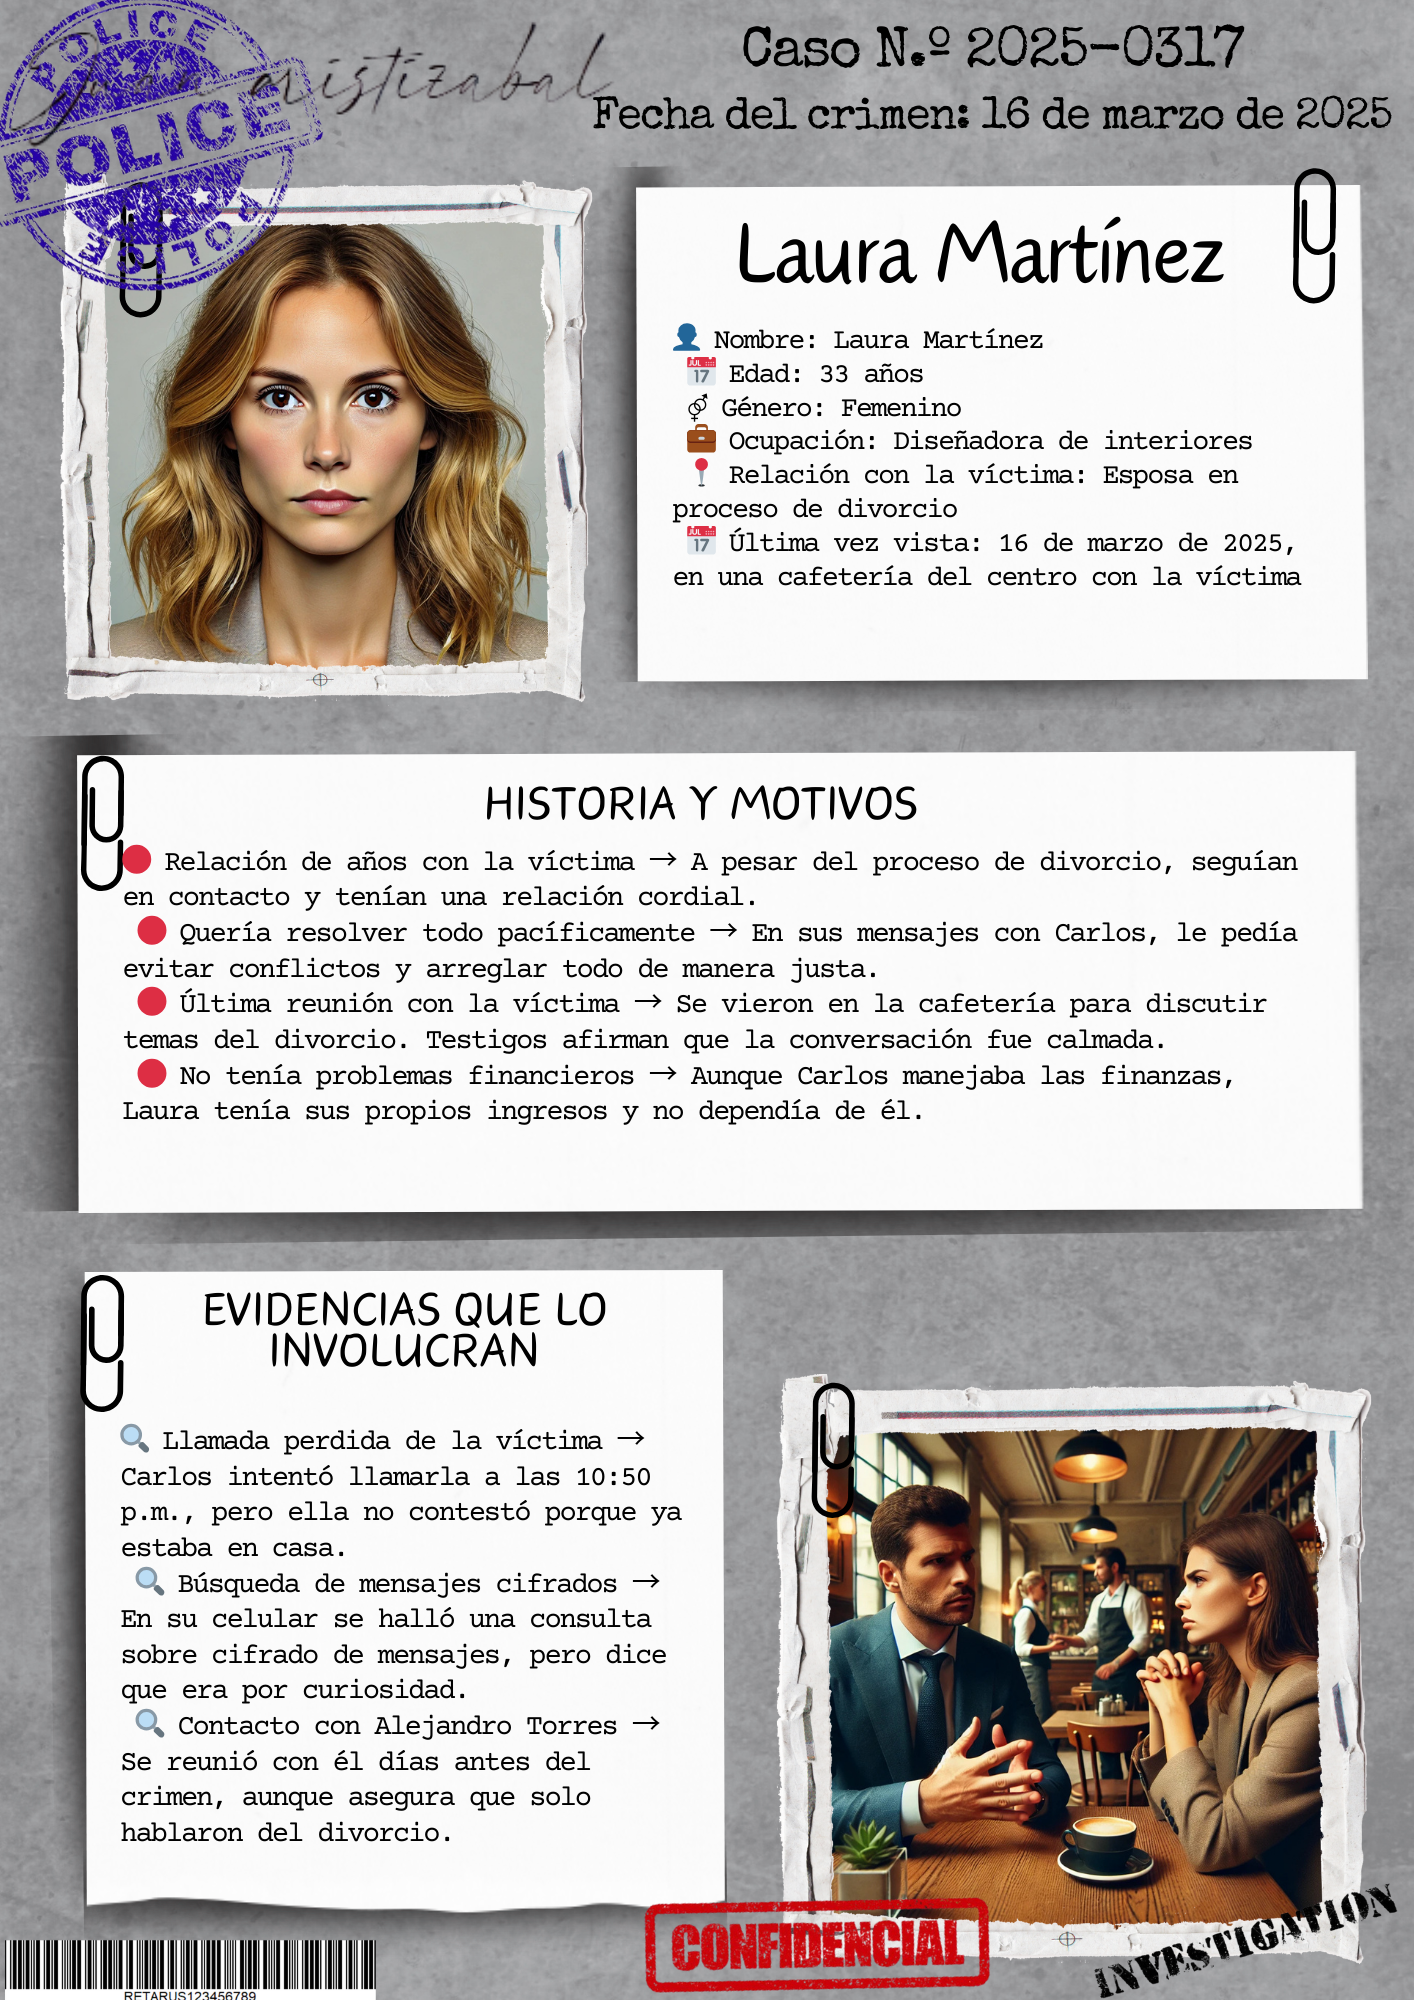 POLICE
POLICE
POLICE
Juan aristizabal
Caso N.º 2025-0317
Fecha del crimen: 16 de marzo de 2025
Laura Martínez
👤 Nombre: Laura Martínez
📅 Edad: 33 años
⚤ Género: Femenino
💼 Ocupación: Diseñadora de interiores
📍 Relación con la víctima: Esposa en
proceso de divorcio
📅 Última vez vista: 16 de marzo de 2025,
en una cafetería del centro con la víctima
HISTORIA Y MOTIVOS
🔴 Relación de años con la víctima → A pesar del proceso de divorcio, seguían
en contacto y tenían una relación cordial.
🔴 Quería resolver todo pacíficamente → En sus mensajes con Carlos, le pedía
evitar conflictos y arreglar todo de manera justa.
🔴 Última reunión con la víctima → Se vieron en la cafetería para discutir
temas del divorcio. Testigos afirman que la conversación fue calmada.
🔴 No tenía problemas financieros → Aunque Carlos manejaba las finanzas,
Laura tenía sus propios ingresos y no dependía de él.
EVIDENCIAS QUE LO
INVOLUCRAN
🔍 Llamada perdida de la víctima →
Carlos intentó llamarla a las 10:50
p.m., pero ella no contestó porque ya
estaba en casa.
🔍 Búsqueda de mensajes cifrados →
En su celular se halló una consulta
sobre cifrado de mensajes, pero dice
que era por curiosidad.
🔍 Contacto con Alejandro Torres →
Se reunió con él días antes del
crimen, aunque asegura que solo
hablaron del divorcio.
CONFIDENCIAL
INVESTIGATION
RETARUS123456789